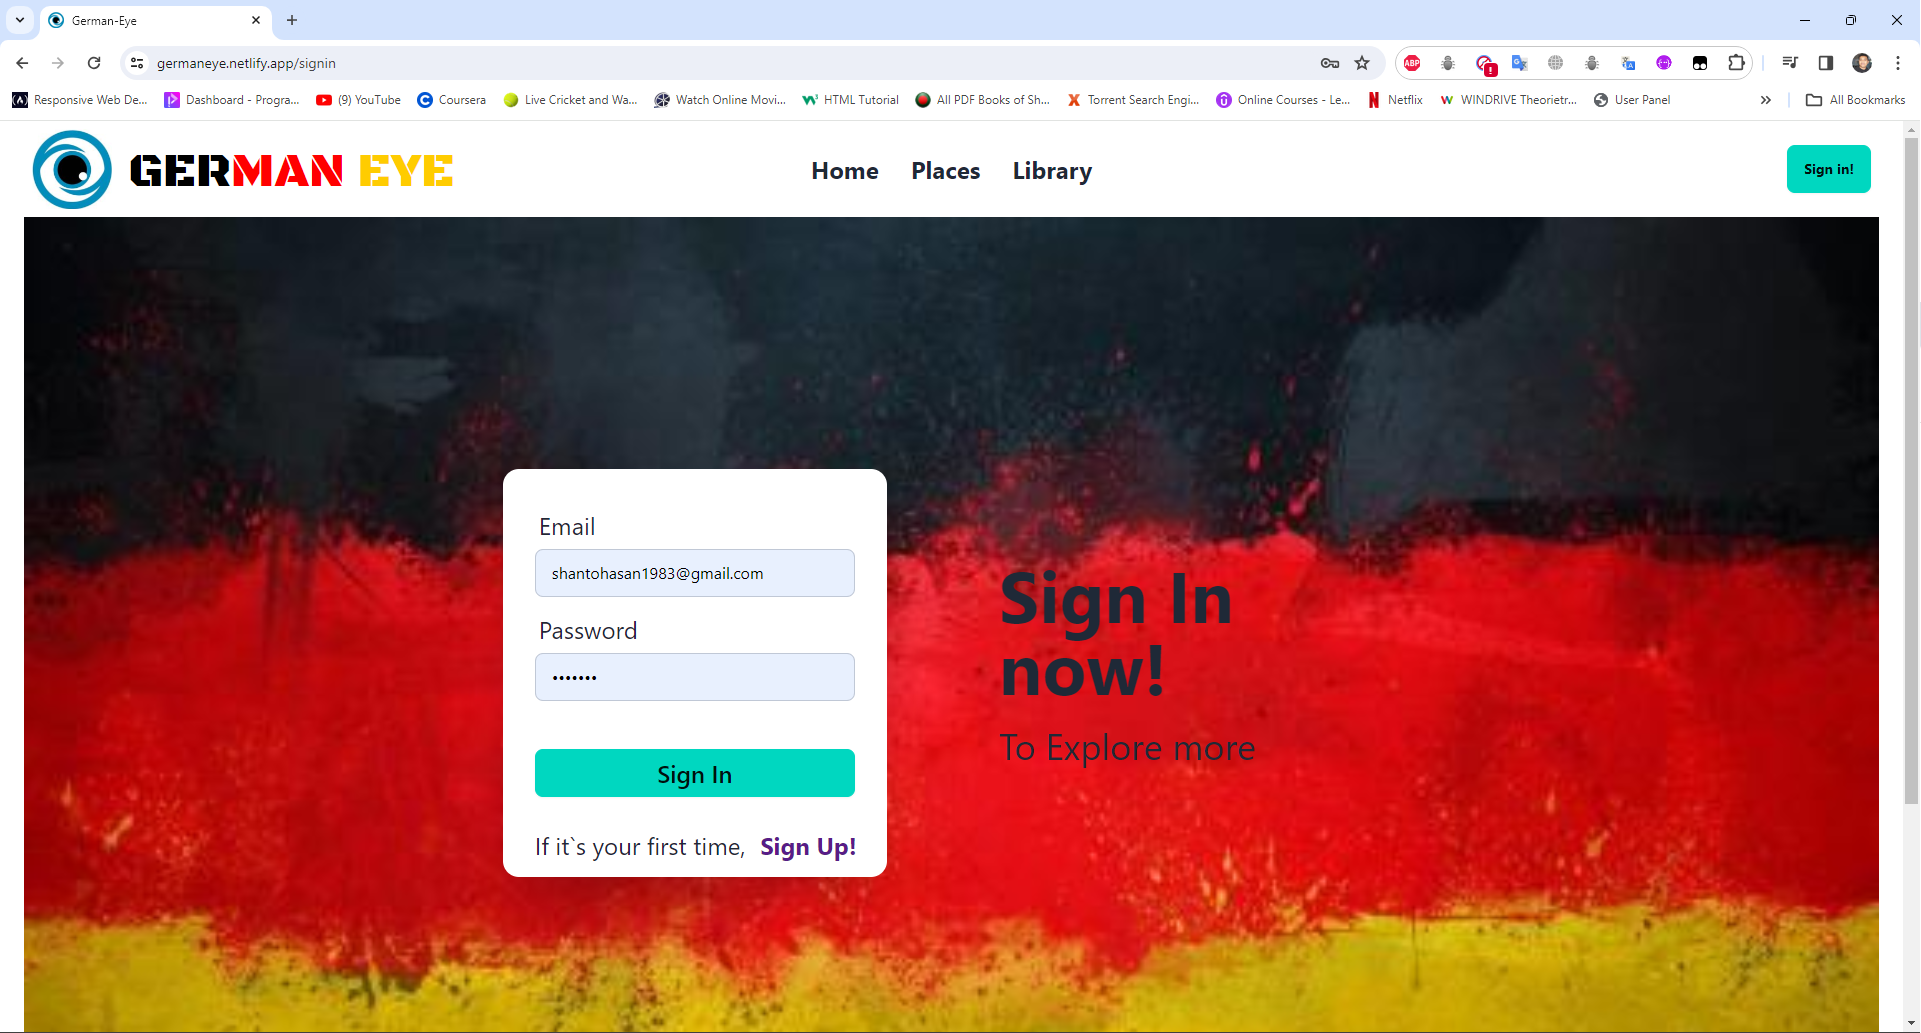 German-Eye
germaneye.netlify.app/signin
ABP
Responsive Web De...
Dashboard - Progra...
(9) YouTube
Coursera
Live Cricket and Wa...
Watch Online Movi...
HTML Tutorial
All PDF Books of Sh...
Torrent Search Engi...
Online Courses - Le...
Netflix
WINDRIVE Theorietr...
User Panel
All Bookmarks
GERMAN EYE
Home
Places
Library
Sign in!
Email
shantohasan1983@gmail.com
Password
Sign In
If it`s your first time, Sign Up!
Sign In
now!
To Explore more